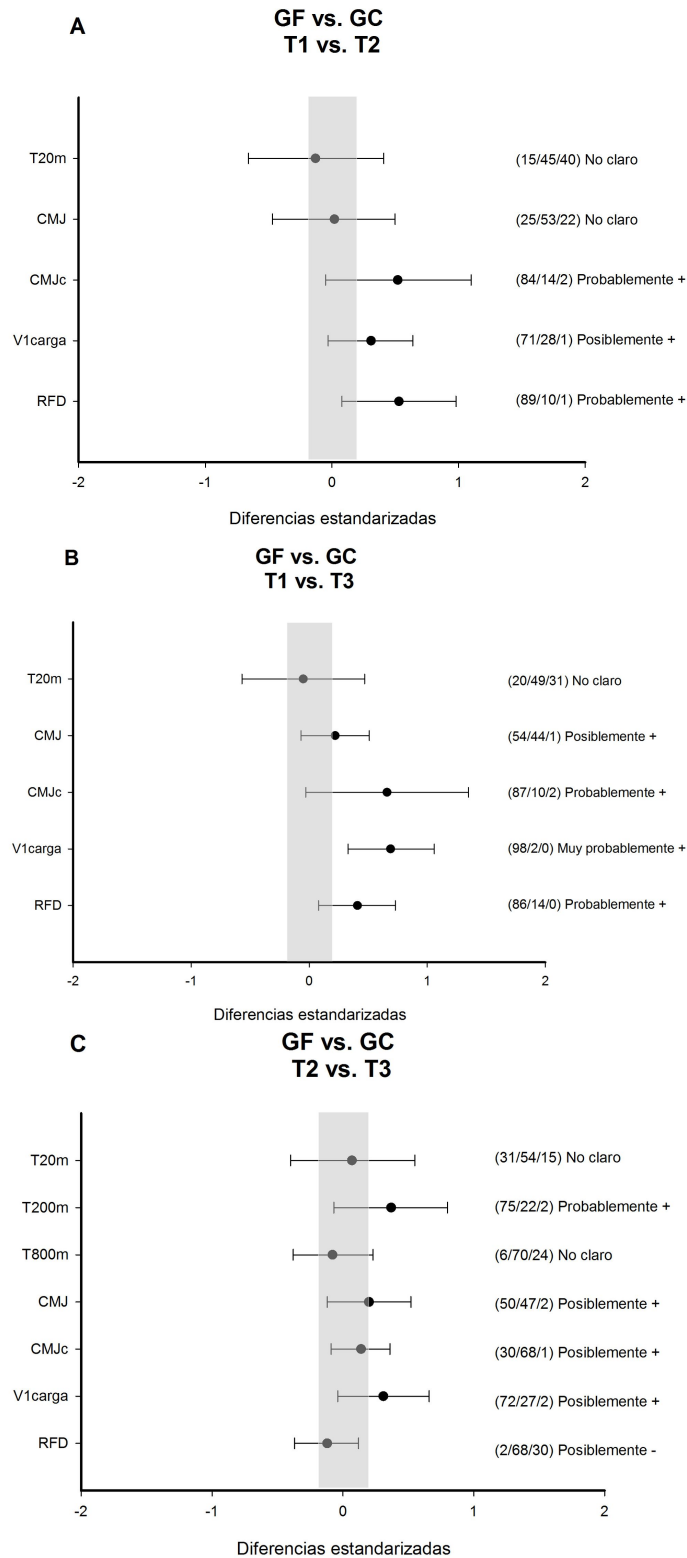 A
GF vs. GC
T1 vs. T2
T20m
(15/45/40) No claro
CMJ
(25/53/22) No claro
CMJc
(84/14/2) Probablemente +
V1carga
(71/28/1) Posiblemente +
RFD
(89/10/1) Probablemente +
-2 -1 0 1 2
Diferencias estandarizadas
B
GF vs. GC
T1 vs. T3
T20m
(20/49/31) No claro
CMJ
(54/44/1) Posiblemente +
CMJc
(87/10/2) Probablemente +
V1carga
(98/2/0) Muy probablemente +
RFD
(86/14/0) Probablemente +
-2 -1 0 1 2
Diferencias estandarizadas
C
GF vs. GC
T2 vs. T3
T20m
(31/54/15) No claro
T200m
(75/22/2) Probablemente +
T800m
(6/70/24) No claro
CMJ
(50/47/2) Posiblemente +
CMJc
(30/68/1) Posiblemente +
V1carga
(72/27/2) Posiblemente +
RFD
(2/68/30) Posiblemente -
-2 -1 0 1 2
Diferencias estandarizadas